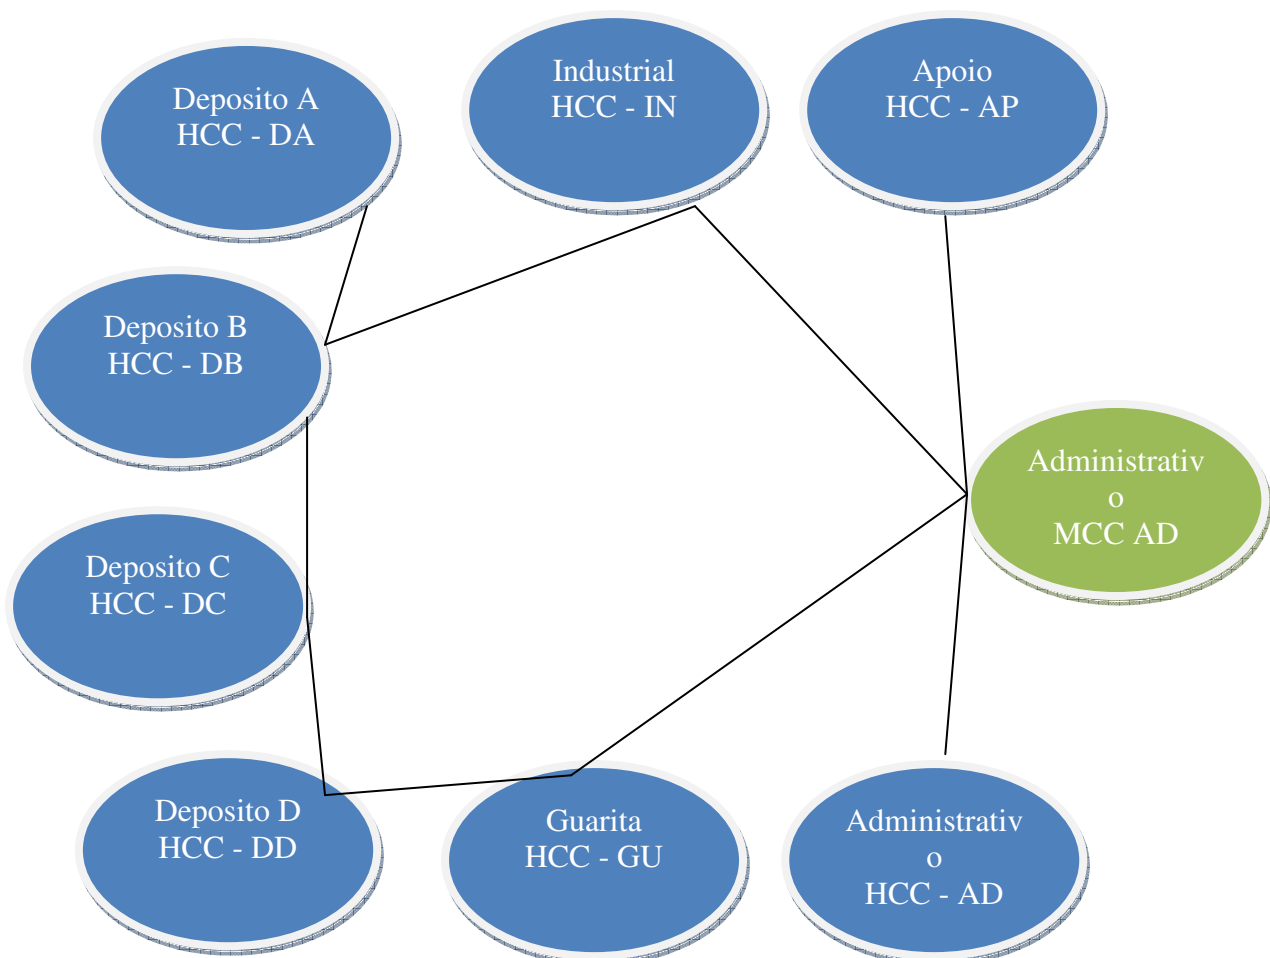 Deposito A
HCC - DA
Industrial
HCC - IN
Apoio
HCC - AP
Deposito B
HCC - DB
Administrativ
o
MCC AD
Deposito C
HCC - DC
Deposito D
HCC - DD
Guarita
HCC - GU
Administrativ
o
HCC - AD